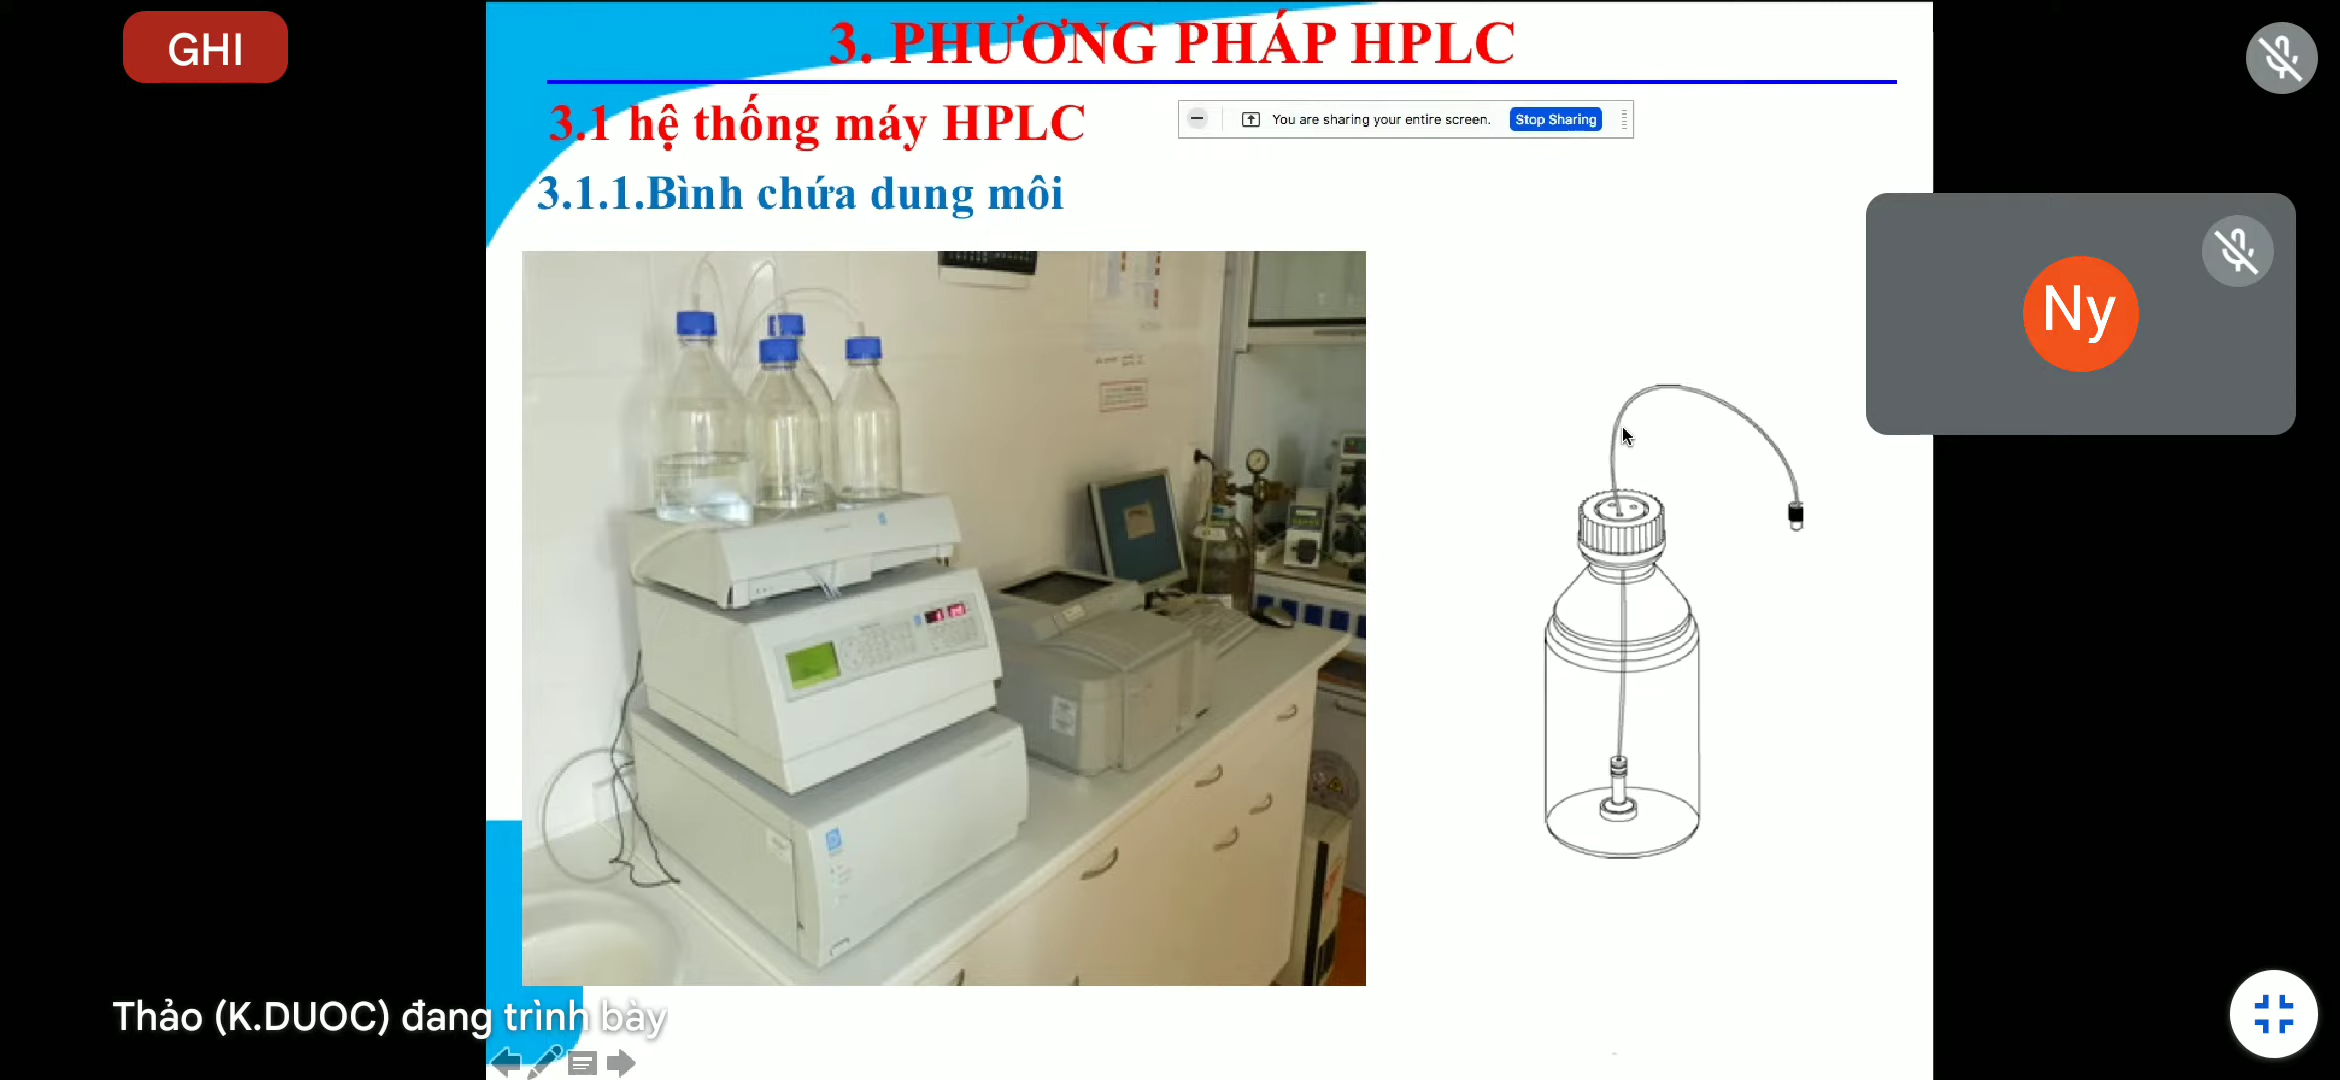 GHI
3. PHƯƠNG PHÁP HPLC
3.1 hệ thống máy HPLC
You are sharing your entire screen. Stop Sharing
3.1.1.Bình chứa dung môi
Ny
Thảo (K.DUOC) đang trình bày